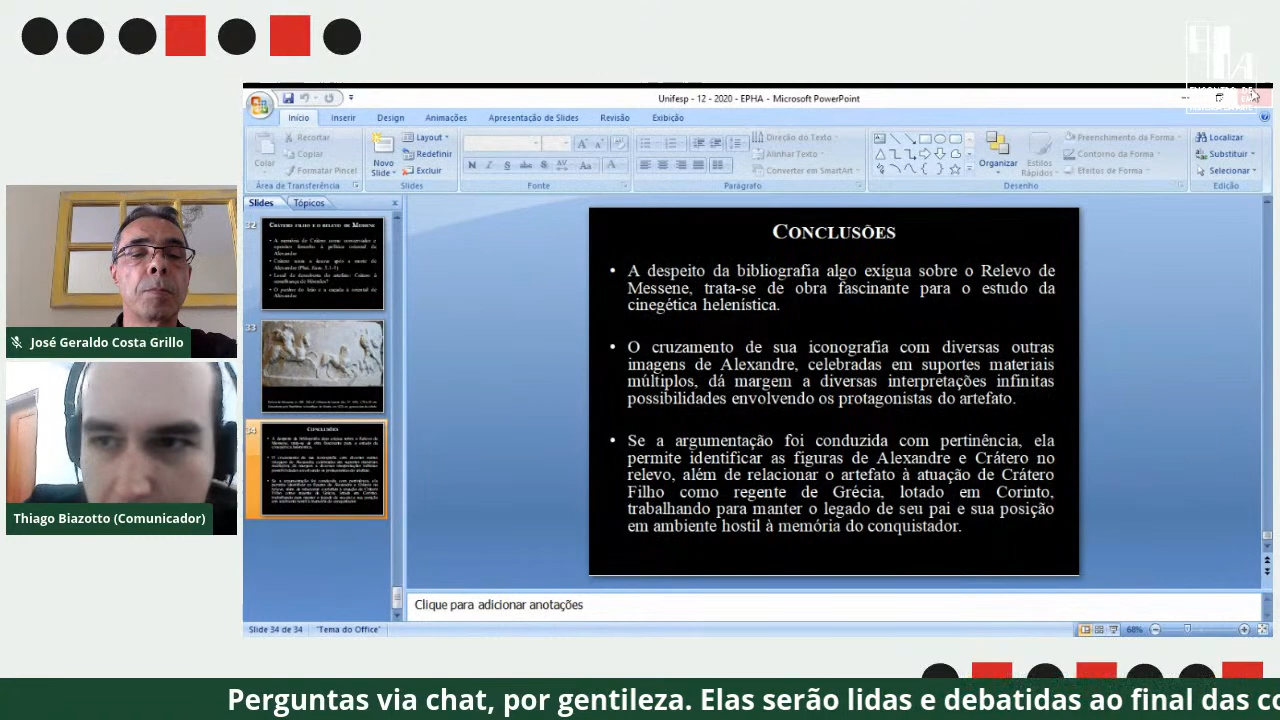 Unifesp - 12 - 2020 - EPHA - Microsoft PowerPoint
Início Inserir Design Animações Apresentação de Slides Revisão Exibição
Colar
Recortar
Copiar
Formatar Pincel
Área de Transferência
Novo Slide
Layout
Redefinir
Excluir
Slides
N I S abe S AV Aa A
Fonte
Direção do Texto
Alinhar Texto
Converter em SmartArt
Parágrafo
Organizar
Estilos Rápidos
Preenchimento da Forma
Contorno da Forma
Efeitos de Forma
Desenho
Localizar
Substituir
Selecionar
Edição
Slides Tópicos
32
33
34
CONCLUSÕES
• A despeito de bibliografia algo exígua sobre o Relevo de
Messene, trata-se de obra fascinante para o estudo da
cinegética helenística.
• O cruzamento de sua iconografia com diversas outras
imagens de Alexandre, celebradas em suportes materiais
múltiplos, dá margem a diversas interpretações infinitas
possibilidades envolvendo os protagonistas do artefato.
• Se a argumentação foi conduzida com pertinência, ela
permite identificar as figuras de Alexandre e Crátero no
relevo, além de relacionar o artefato à atuação de Crátero
Filho como regente de Grécia, lotado em Corinto,
trabalhando para manter o legado de seu pai e sua posição
em ambiente hostil à memória do conquistador.
Clique para adicionar anotações
Slide 34 de 34 "Tema do Office" 68%
José Geraldo Costa Grillo
Thiago Biazotto (Comunicador)
Perguntas via chat, por gentileza. Elas serão lidas e debatidas ao final das co